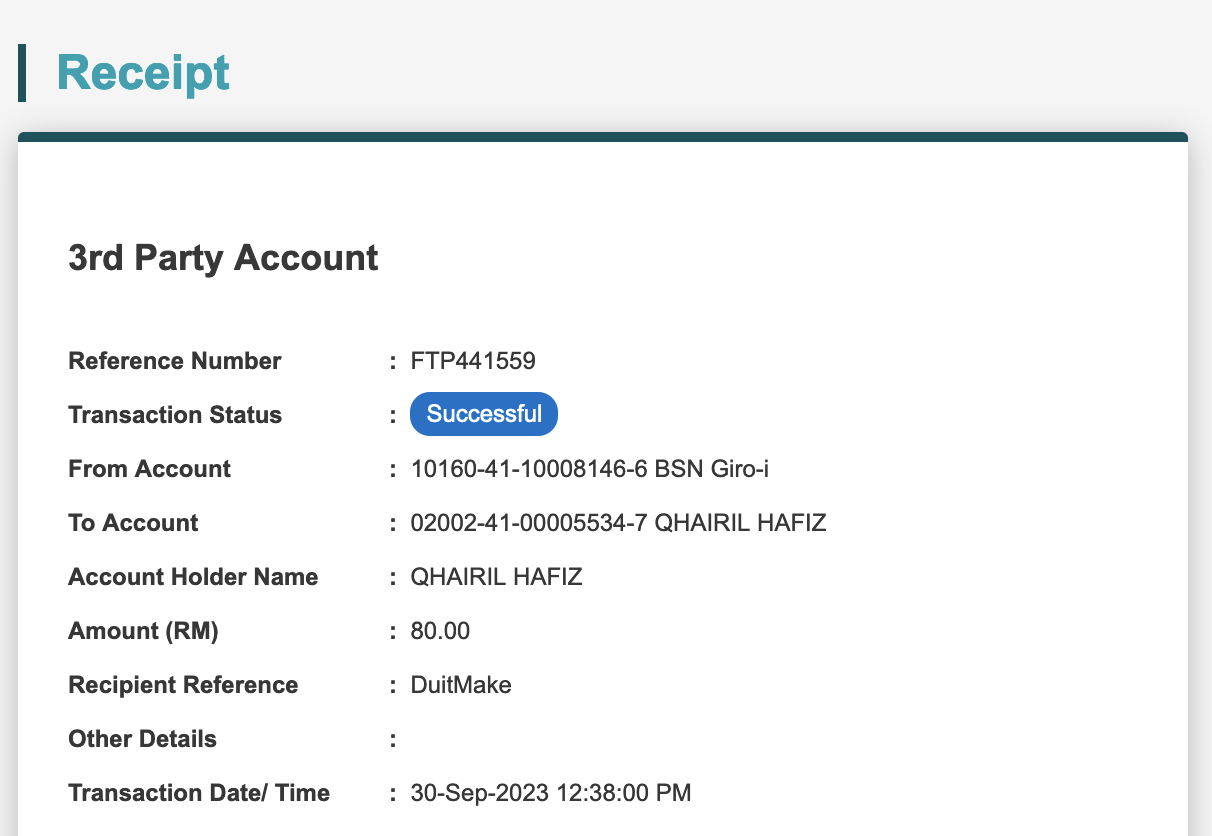 Receipt
3rd Party Account
Reference Number : FTP441559
Transaction Status : Successful
From Account : 10160-41-10008146-6 BSN Giro-i
To Account : 02002-41-00005534-7 QHAIRIL HAFIZ
Account Holder Name : QHAIRIL HAFIZ
Amount (RM) : 80.00
Recipient Reference : DuitMake
Other Details :
Transaction Date/ Time : 30-Sep-2023 12:38:00 PM